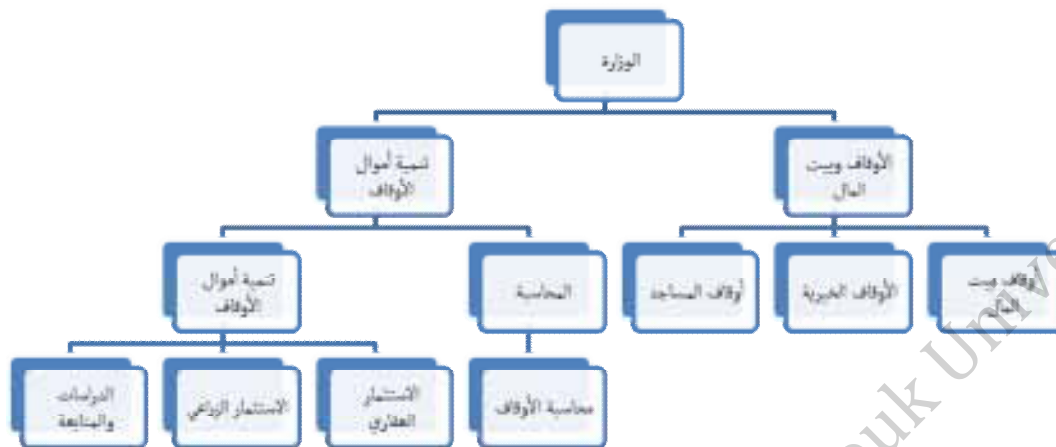 الوزارة
الأوقاف وبيت
المال
تنمية أموال
الأوقاف
أوقاف وبيت
المال
الأوقاف الخيرية
أوقاف المساجد
المحاسبة
تنمية أموال
الأوقاف
محاسبة الأوقاف
الاستثمار
العقاري
الاستثمار الزراعي
الدراسات
والمتابعة